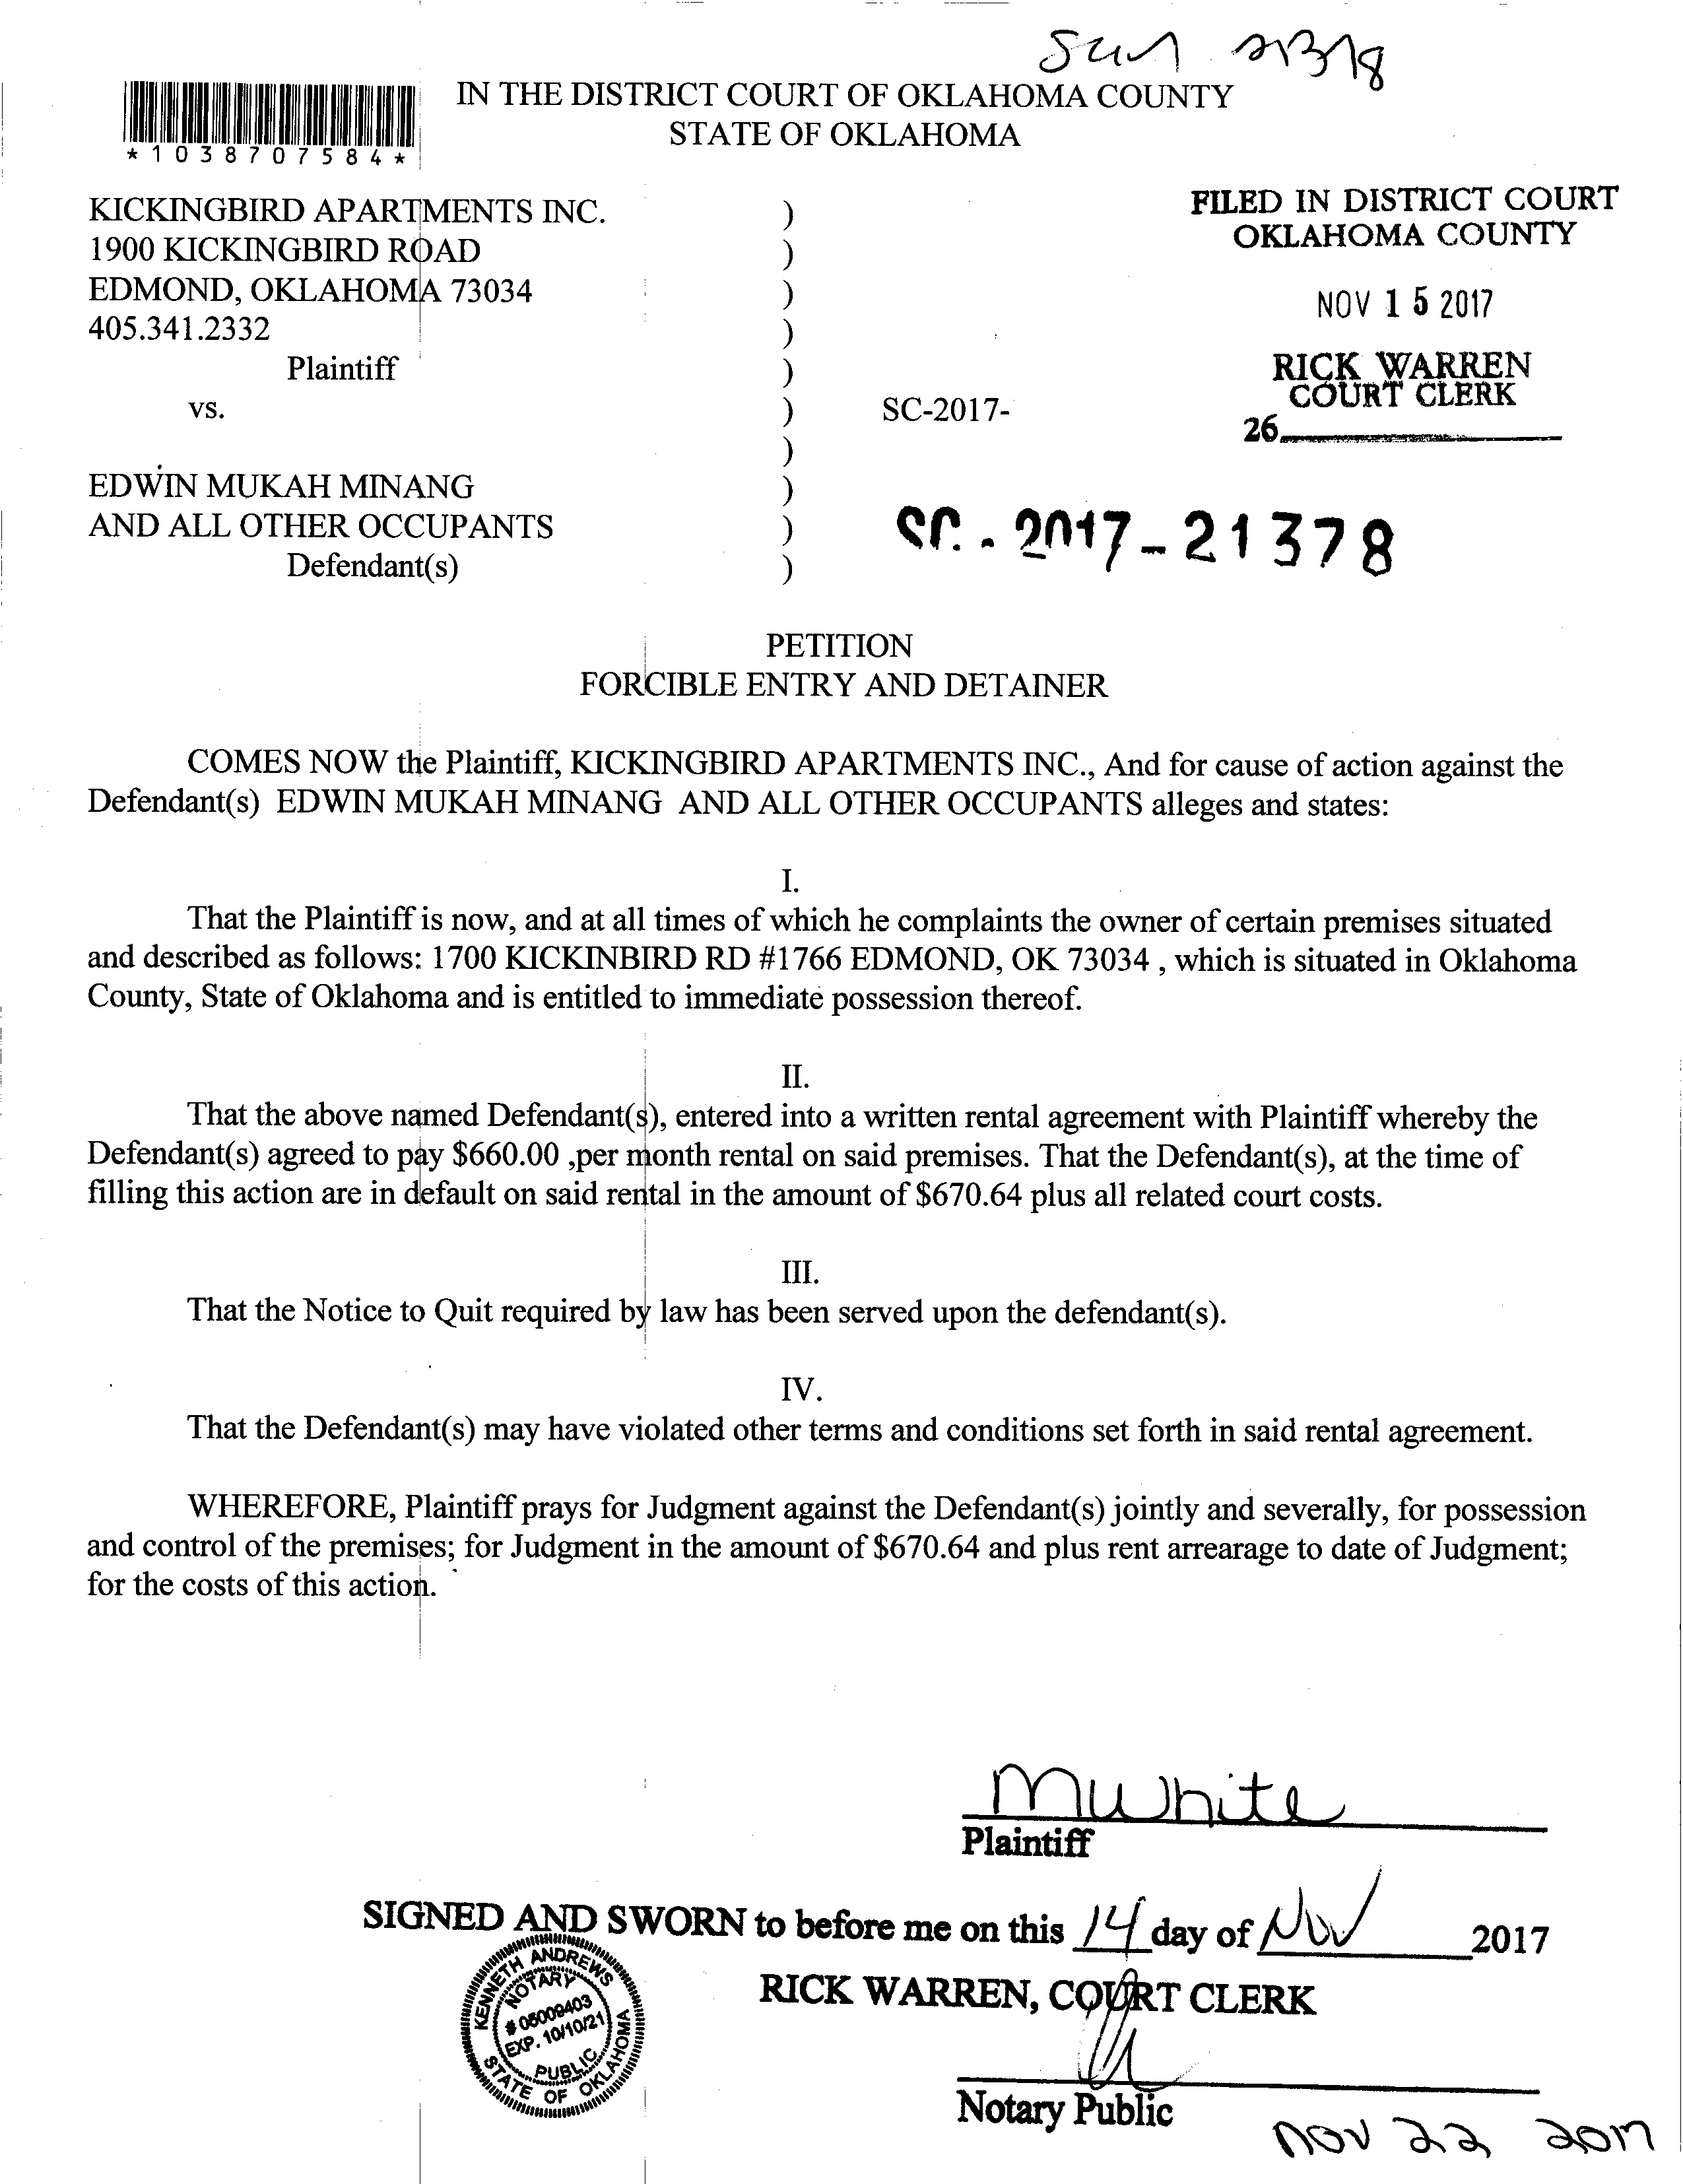 21378
IN THE DISTRICT COURT OF OKLAHOMA COUNTY
STATE OF OKLAHOMA
*1038707584*
KICKINGBIRD APARTMENTS INC. )
1900 KICKINGBIRD ROAD )
EDMOND, OKLAHOMA 73034 )
405.341.2332 )
Plaintiff )
vs. ) SC-2017-
)
EDWIN MUKAH MINANG )
AND ALL OTHER OCCUPANTS )
Defendant(s) )
FILED IN DISTRICT COURT
OKLAHOMA COUNTY
NOV 15 2017
RICK WARREN
COURT CLERK
26
SC - 2017-21378
PETITION
FORCIBLE ENTRY AND DETAINER
COMES NOW the Plaintiff, KICKINGBIRD APARTMENTS INC., And for cause of action against the
Defendant(s) EDWIN MUKAH MINANG AND ALL OTHER OCCUPANTS alleges and states:
I.
That the Plaintiff is now, and at all times of which he complaints the owner of certain premises situated
and described as follows: 1700 KICKINBIRD RD #1766 EDMOND, OK 73034 , which is situated in Oklahoma
County, State of Oklahoma and is entitled to immediate possession thereof.
II.
That the above named Defendant(s), entered into a written rental agreement with Plaintiff whereby the
Defendant(s) agreed to pay $660.00 ,per month rental on said premises. That the Defendant(s), at the time of
filling this action are in default on said rental in the amount of $670.64 plus all related court costs.
III.
That the Notice to Quit required by law has been served upon the defendant(s).
IV.
That the Defendant(s) may have violated other terms and conditions set forth in said rental agreement.
WHEREFORE, Plaintiff prays for Judgment against the Defendant(s) jointly and severally, for possession
and control of the premises; for Judgment in the amount of $670.64 and plus rent arrearage to date of Judgment;
for the costs of this action.
MWhite
Plaintiff
SIGNED AND SWORN to before me on this 14 day of Nov 2017
RICK WARREN, COURT CLERK
KENNETH ANDREWS
NOTARY
# 05009403
EXP. 10/10/21
PUBLIC
STATE OF OKLAHOMA
Notary Public
NOV 22 2017